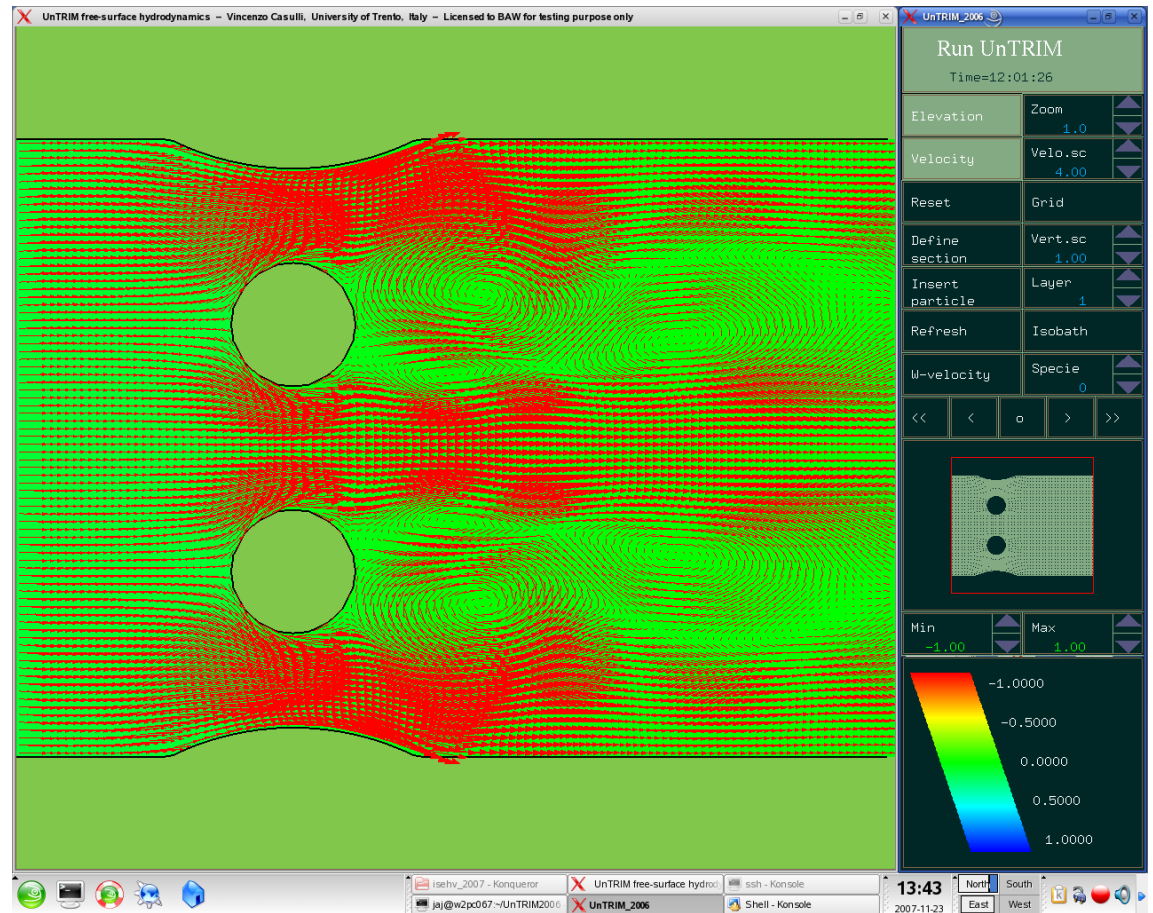 UnTRIM free-surface hydrodynamics - Vincenzo Casulli, University of Trento, Italy - Licensed to BAW for testing purpose only
UnTRIM_2006
Run UnTRIM
Time=12:01:26
Elevation
Zoom
1.0
Velocity
Velo.sc
4.00
Reset
Grid
Define
section
Vert.sc
1.00
Insert
particle
Layer
1
Refresh
Isobath
W-velocity
Specie
0
<< < o > >>
Min
-1.00
Max
1.00
-1.0000
-0.5000
0.0000
0.5000
1.0000
isehv_2007 - Konqueror
UnTRIM free-surface hydrod
ssh - Konsole
jaj@w2pc067:~/UnTRIM2006
UnTRIM_2006
Shell - Konsole
13:43
2007-11-23
North
South
East
West